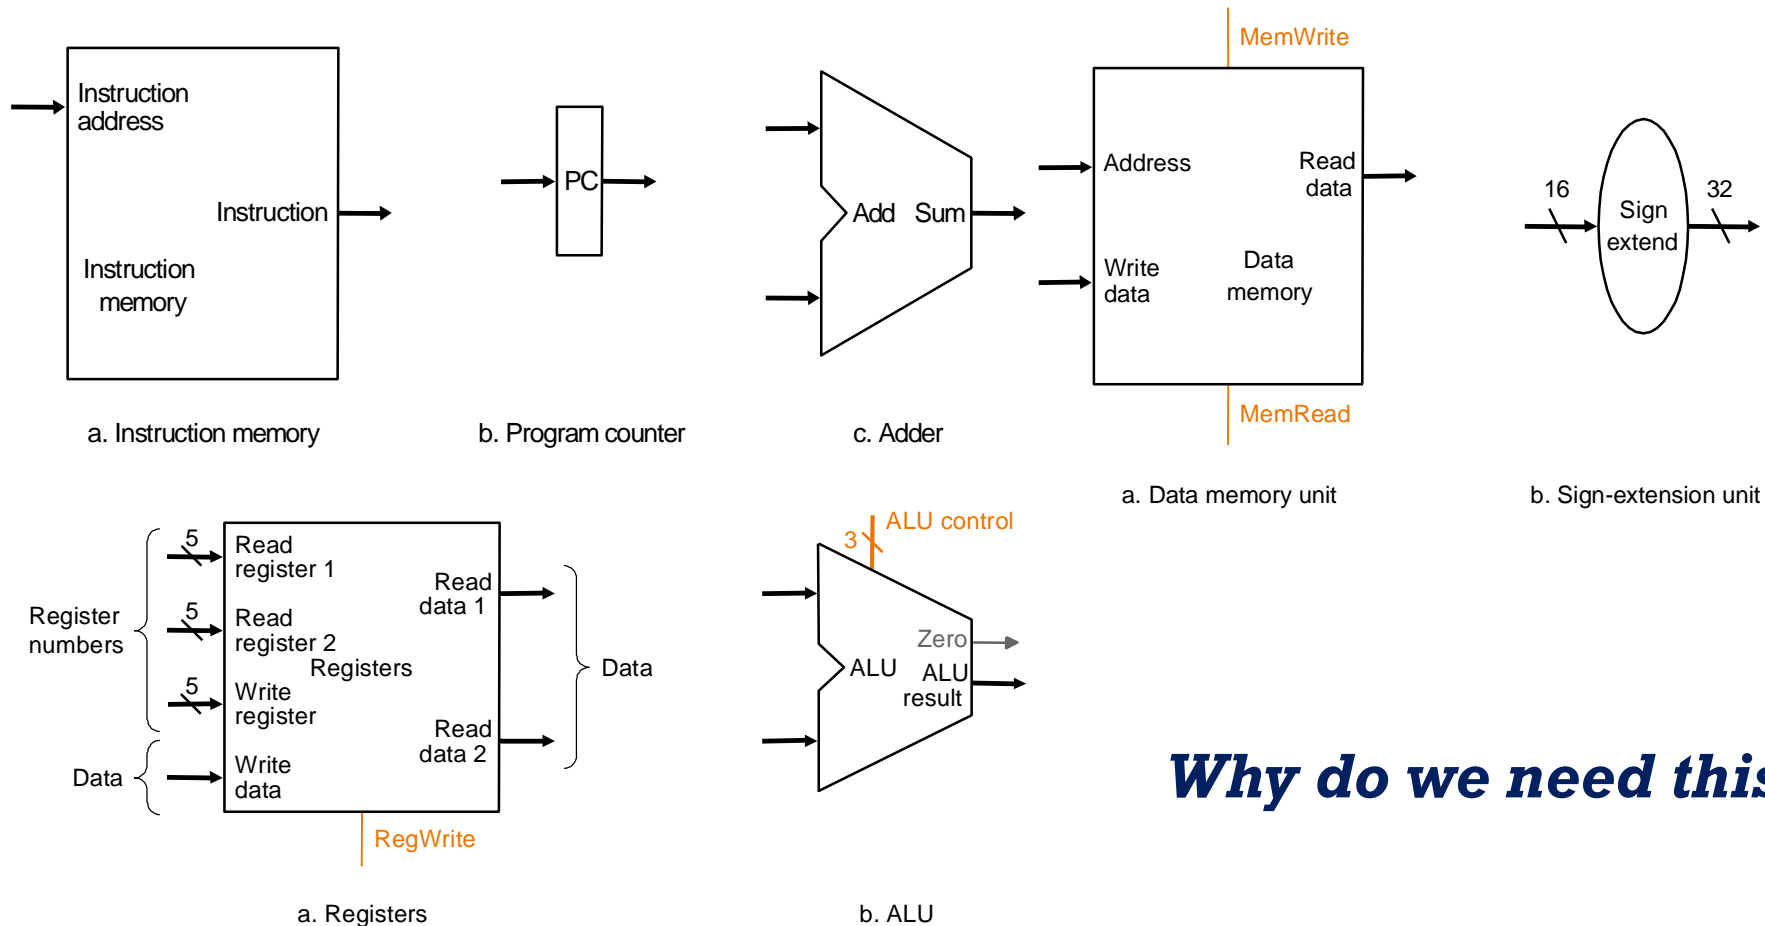 Instruction
address
Instruction
Instruction
memory
a. Instruction memory
PC
b. Program counter
Add Sum
c. Adder
MemWrite
Address
Read
data
Write
data
Data
memory
MemRead
a. Data memory unit
16
Sign
extend
32
b. Sign-extension unit
Register
numbers
Data
5
5
5
Read
register 1
Read
register 2
Registers
Write
register
Write
data
Read
data 1
Read
data 2
Data
RegWrite
a. Registers
ALU control
3
Zero
ALU
ALU
result
b. ALU
Why do we need this